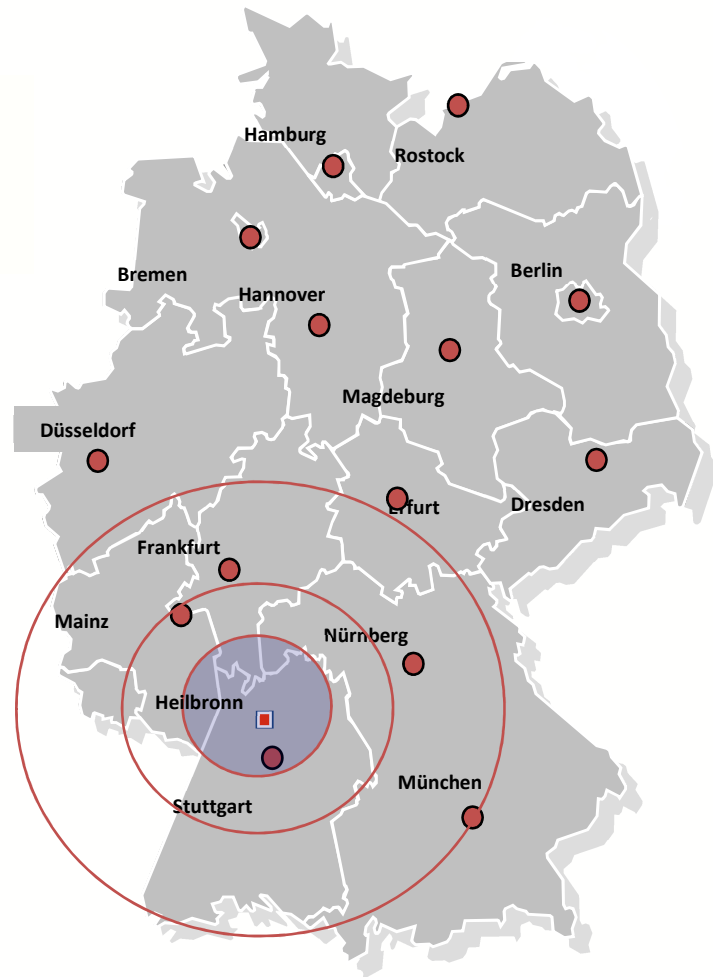 Hamburg
Rostock
Bremen
Berlin
Hannover
Magdeburg
Düsseldorf
Erfurt
Dresden
Frankfurt
Mainz
Nürnberg
Heilbronn
München
Stuttgart